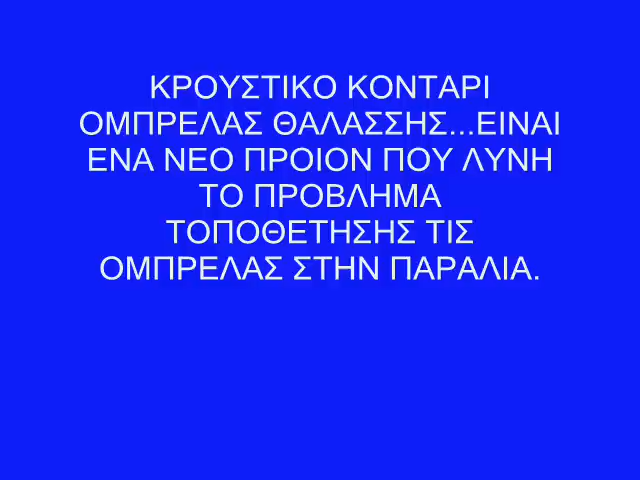 ΚΡΟΥΣΤΙΚΟ ΚΟΝΤΑΡΙ
ΟΜΠΡΕΛΑΣ ΘΑΛΑΣΣΗΣ...ΕΙΝΑΙ
ΕΝΑ ΝΕΟ ΠΡΟΙΟΝ ΠΟΥ ΛΥΝΗ
ΤΟ ΠΡΟΒΛΗΜΑ
ΤΟΠΟΘΕΤΗΣΗΣ ΤΙΣ
ΟΜΠΡΕΛΑΣ ΣΤΗΝ ΠΑΡΑΛΙΑ.